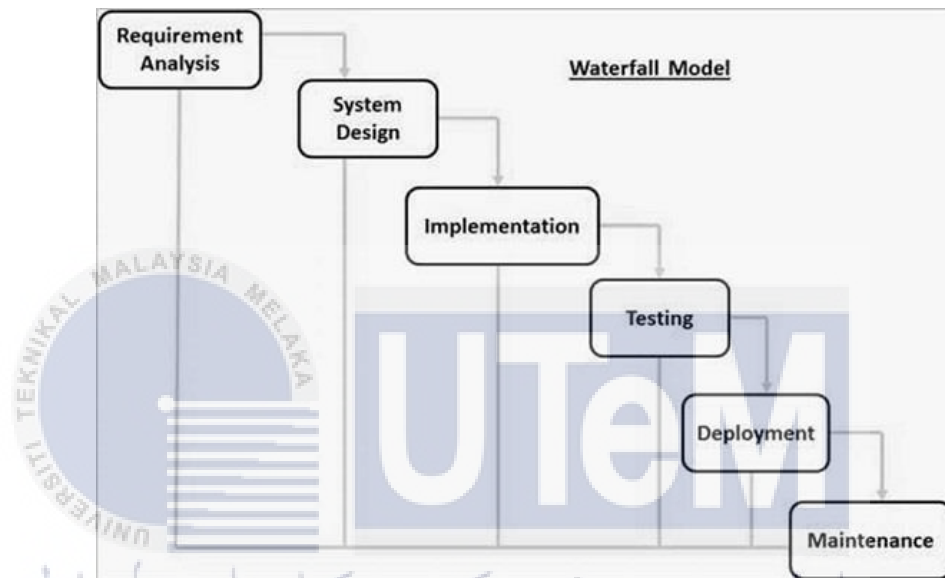 Requirement
Analysis
Waterfall Model
System
Design
Implementation
Testing
Deployment
Maintenance
UNIVERSITI TEKNIKAL MALAYSIA MELAKA
UTeM